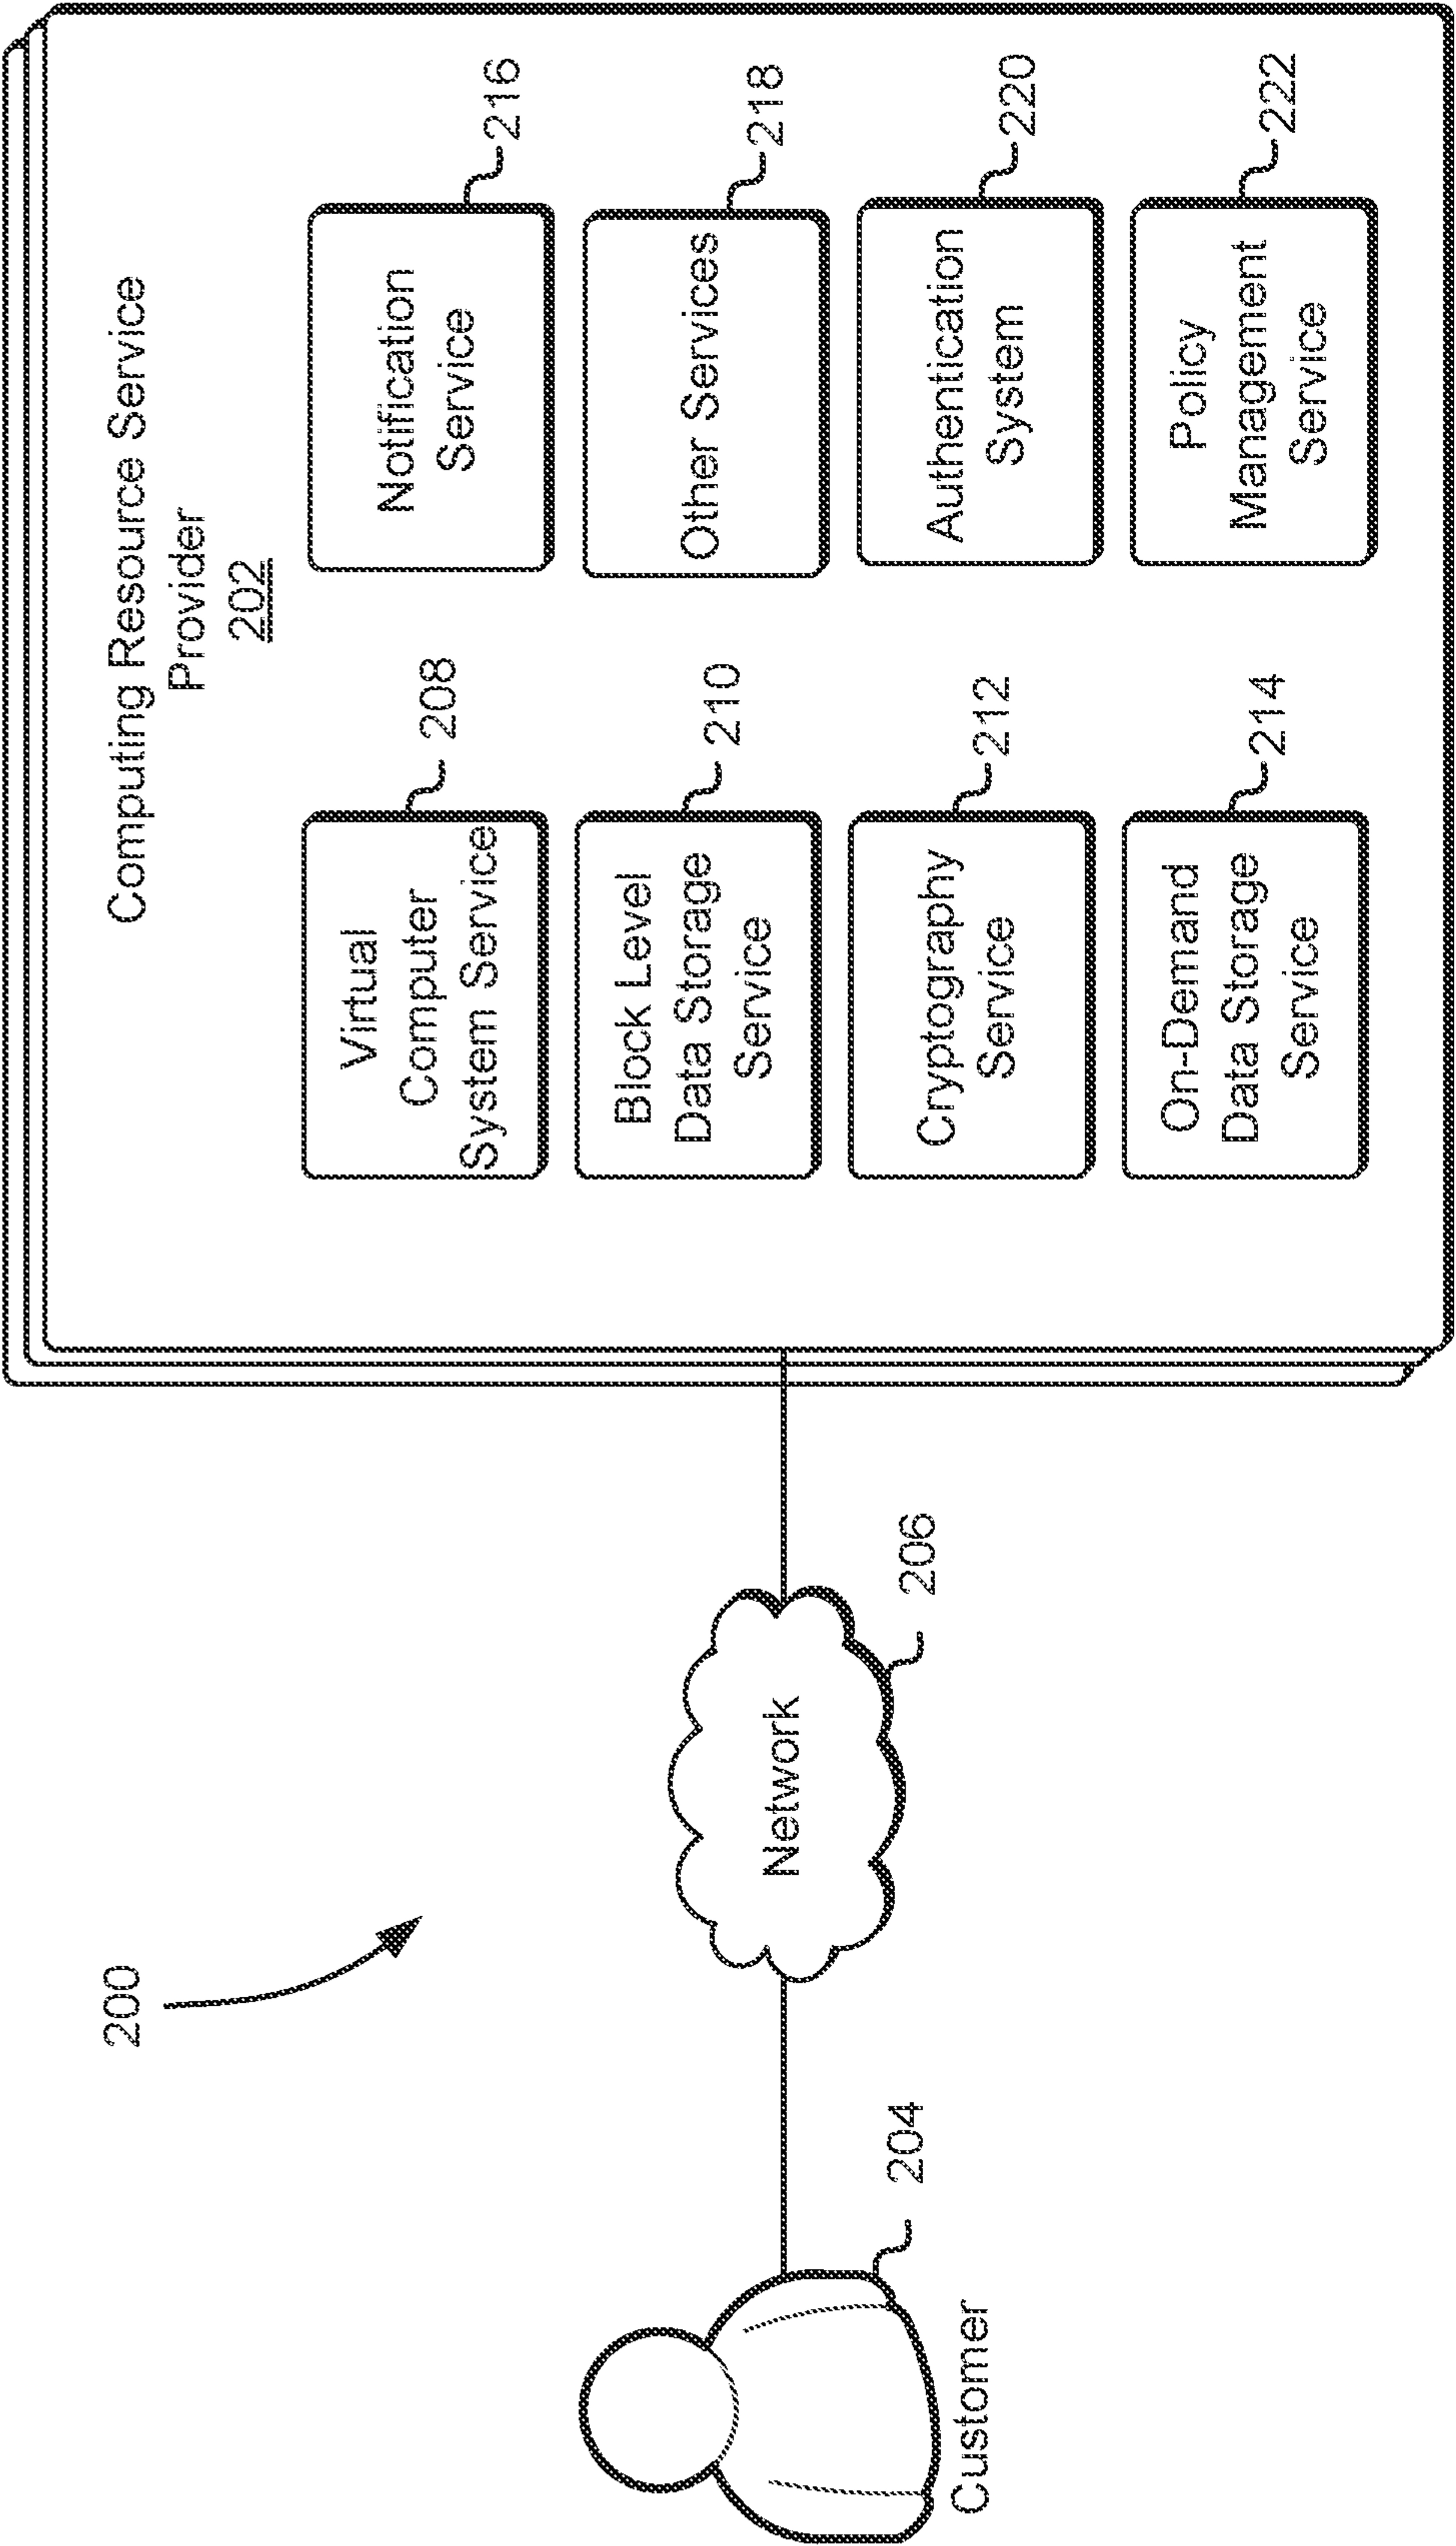 200
Computing Resource Service
Provider
202
Virtual
Computer
System Service
208
Notification
Service
216
Block Level
Data Storage
Service
210
Other Services
218
Cryptography
Service
212
Authentication
System
220
On-Demand
Data Storage
Service
214
Policy
Management
Service
222
Network
206
204
Customer